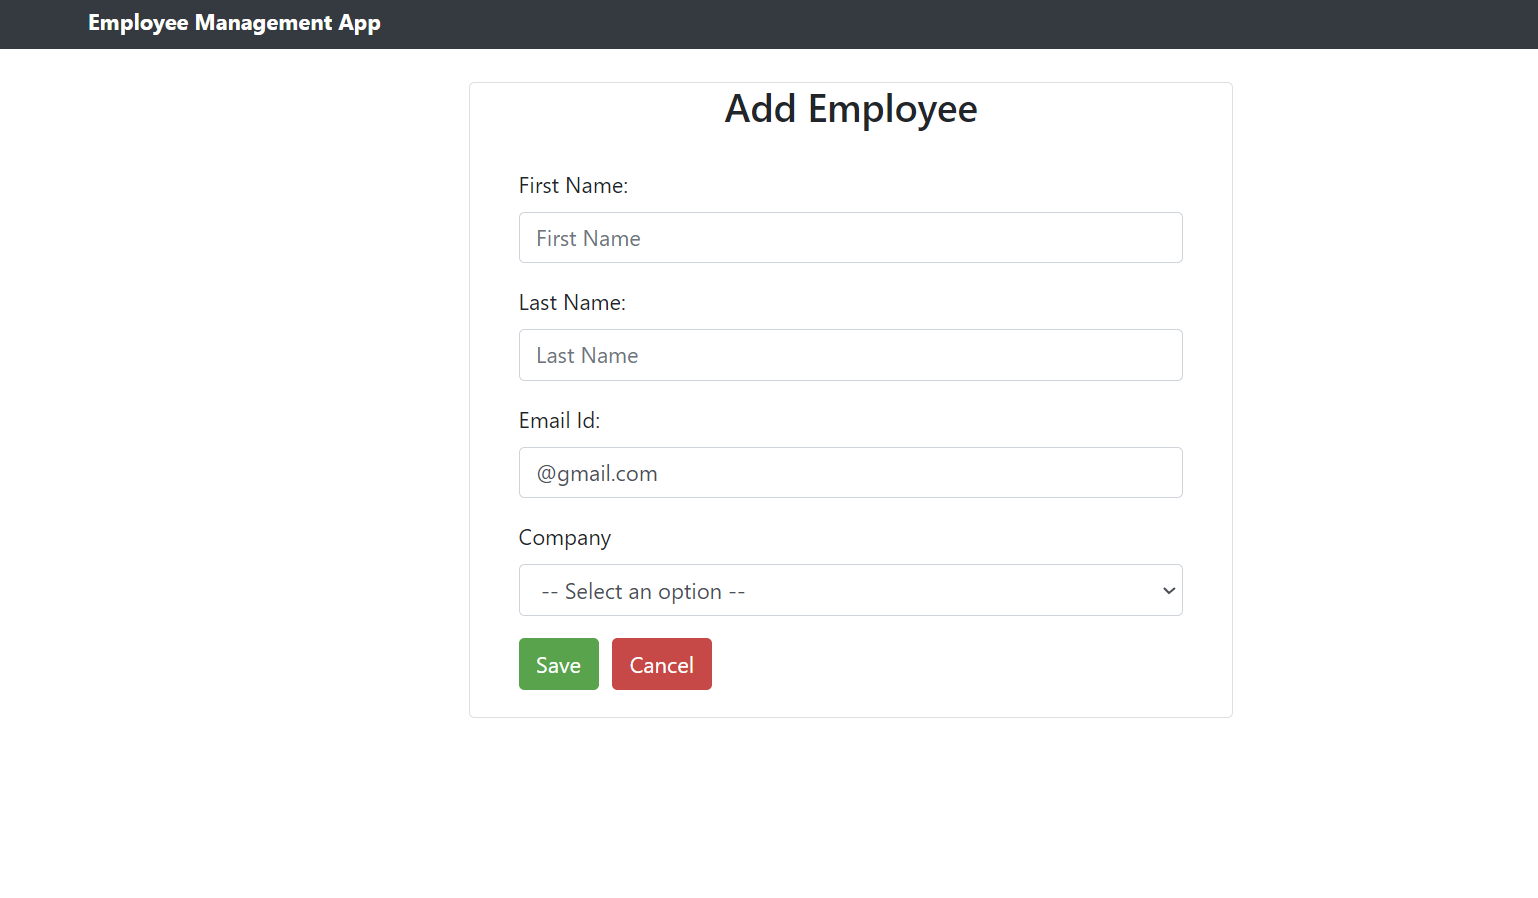 Employee Management App
Add Employee
First Name:
First Name
Last Name:
Last Name
Email Id:
@gmail.com
Company
-- Select an option --
Save Cancel